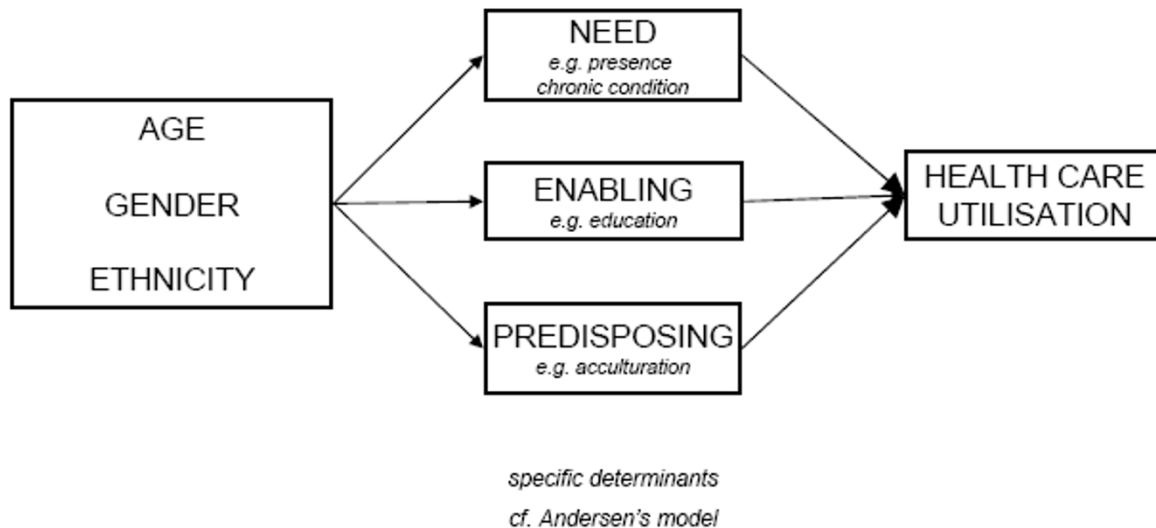 AGE
GENDER
ETHNICITY
NEED
e.g. presence
chronic condition
ENABLING
e.g. education
PREDISPOSING
e.g. acculturation
HEALTH CARE
UTILISATION
specific determinants
cf. Andersen's model